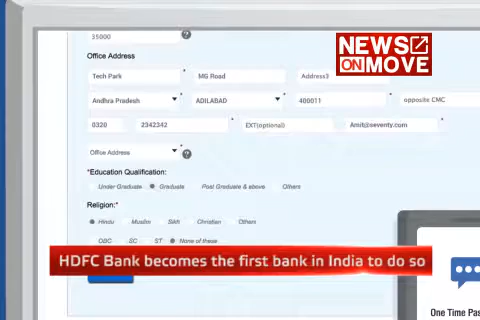 35000
NEWS
ON MOVE
Office Address
Tech Park * MG Road Address3
Andhra Pradesh * ADILABAD * 400011 * opposite CMC
0320 2342342 * EXT(optional) Amit@seventy.com *
Office Address *
*Education Qualification:
Under Graduate Graduate Post Graduate & above Others
Religion:*
Hindu Muslim Sikh Christian Others
OBC SC ST None of these
HDFC Bank becomes the first bank in India to do so
One Time Pas